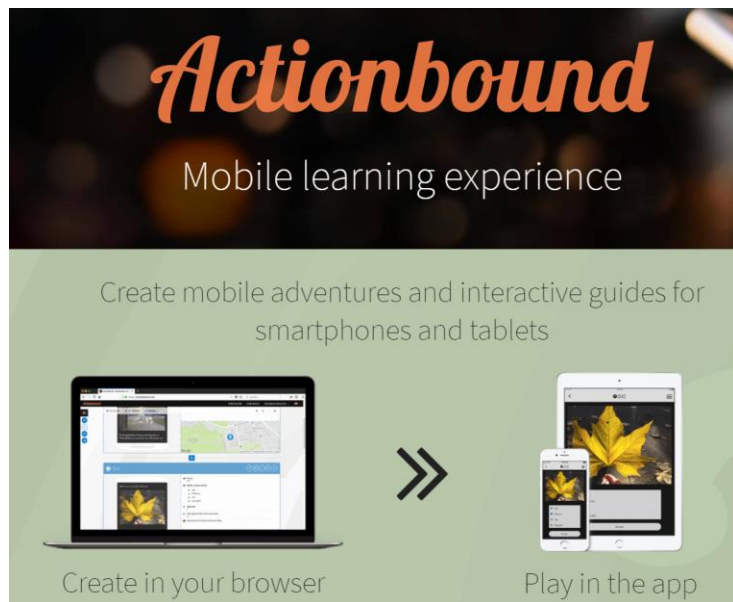 Actionbound
Mobile learning experience
Create mobile adventures and interactive guides for
smartphones and tablets
Create in your browser
Play in the app